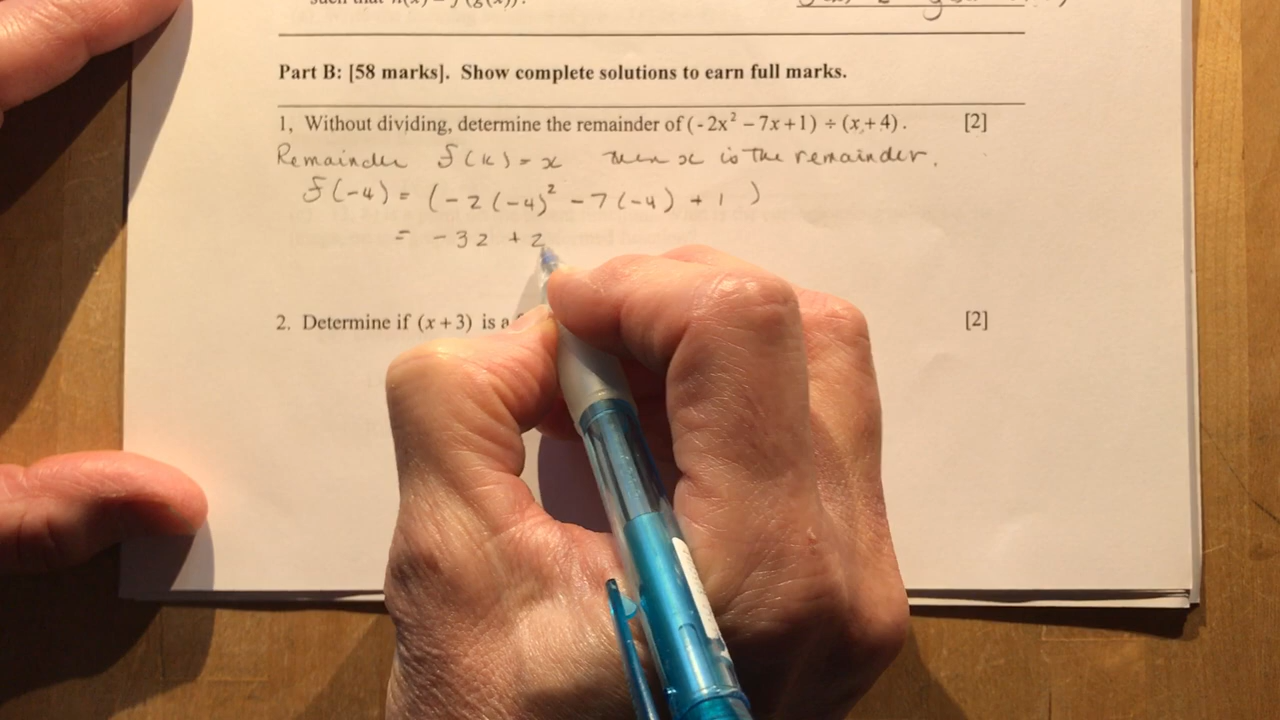 Part B: [58 marks]. Show complete solutions to earn full marks.
1, Without dividing, determine the remainder of (-2x² – 7x+1) ÷ (x+4). [2]
Remainder f(k) = x then x is the remainder.
f(-4) = (-2(-4)² -7(-4) + 1 )
= -32 + 2
2. Determine if (x+3) is a [2]